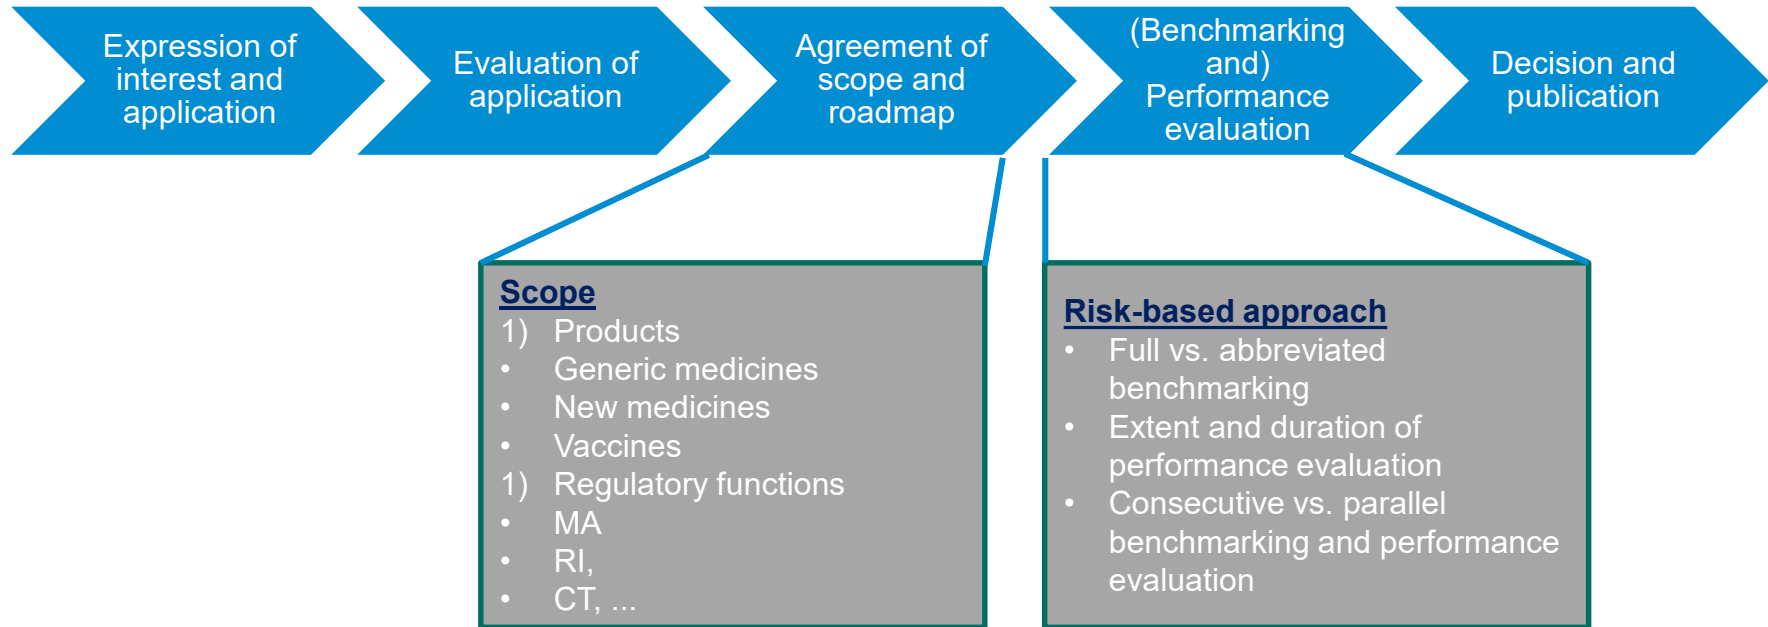 Expression of
interest and
application
Evaluation of
application
Agreement of
scope and
roadmap
(Benchmarking
and)
Performance
evaluation
Decision and
publication
Scope
1) Products
• Generic medicines
• New medicines
• Vaccines
1) Regulatory functions
• MA
• RI,
• CT, ...
Risk-based approach
• Full vs. abbreviated
benchmarking
• Extent and duration of
performance evaluation
• Consecutive vs. parallel
benchmarking and performance
evaluation